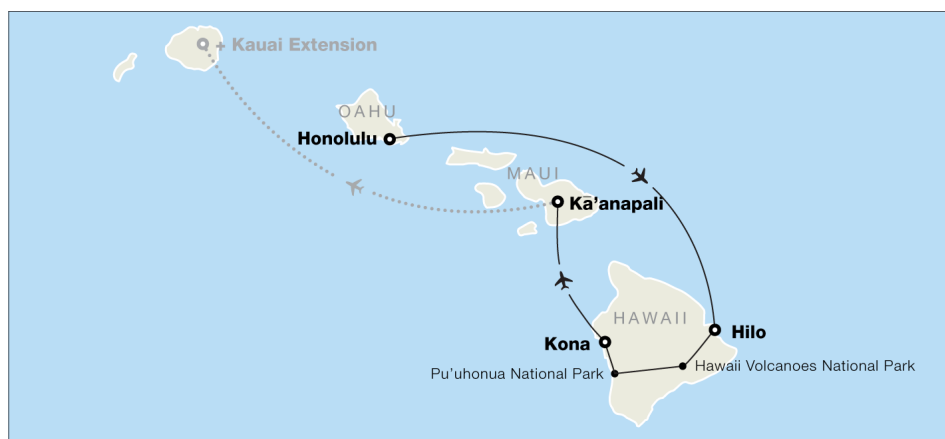 + Kauai Extension
OAHU
Honolulu
MAUI
Ka’anapali
HAWAII
Hilo
Kona
Hawaii Volcanoes National Park
Pu’uhonua National Park